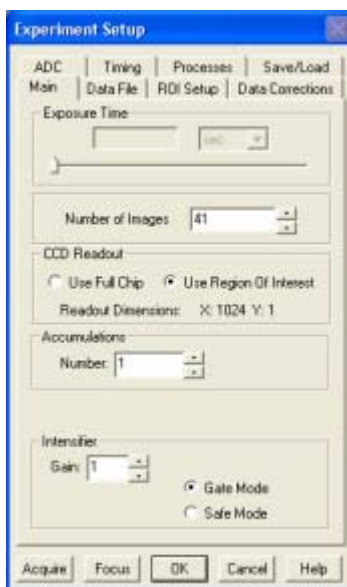 Experiment Setup
ADC Timing Processes Save/Load
Main Data File ROI Setup Data Corrections
Exposure Time
sec.
Number of Images 41
CCD Readout
Use Full Chip Use Region Of Interest
Readout Dimensions: X: 1024 Y: 1
Accumulations
Number: 1
Intensifier
Gain: 1
Gate Mode
Safe Mode
Acquire Focus OK Cancel Help